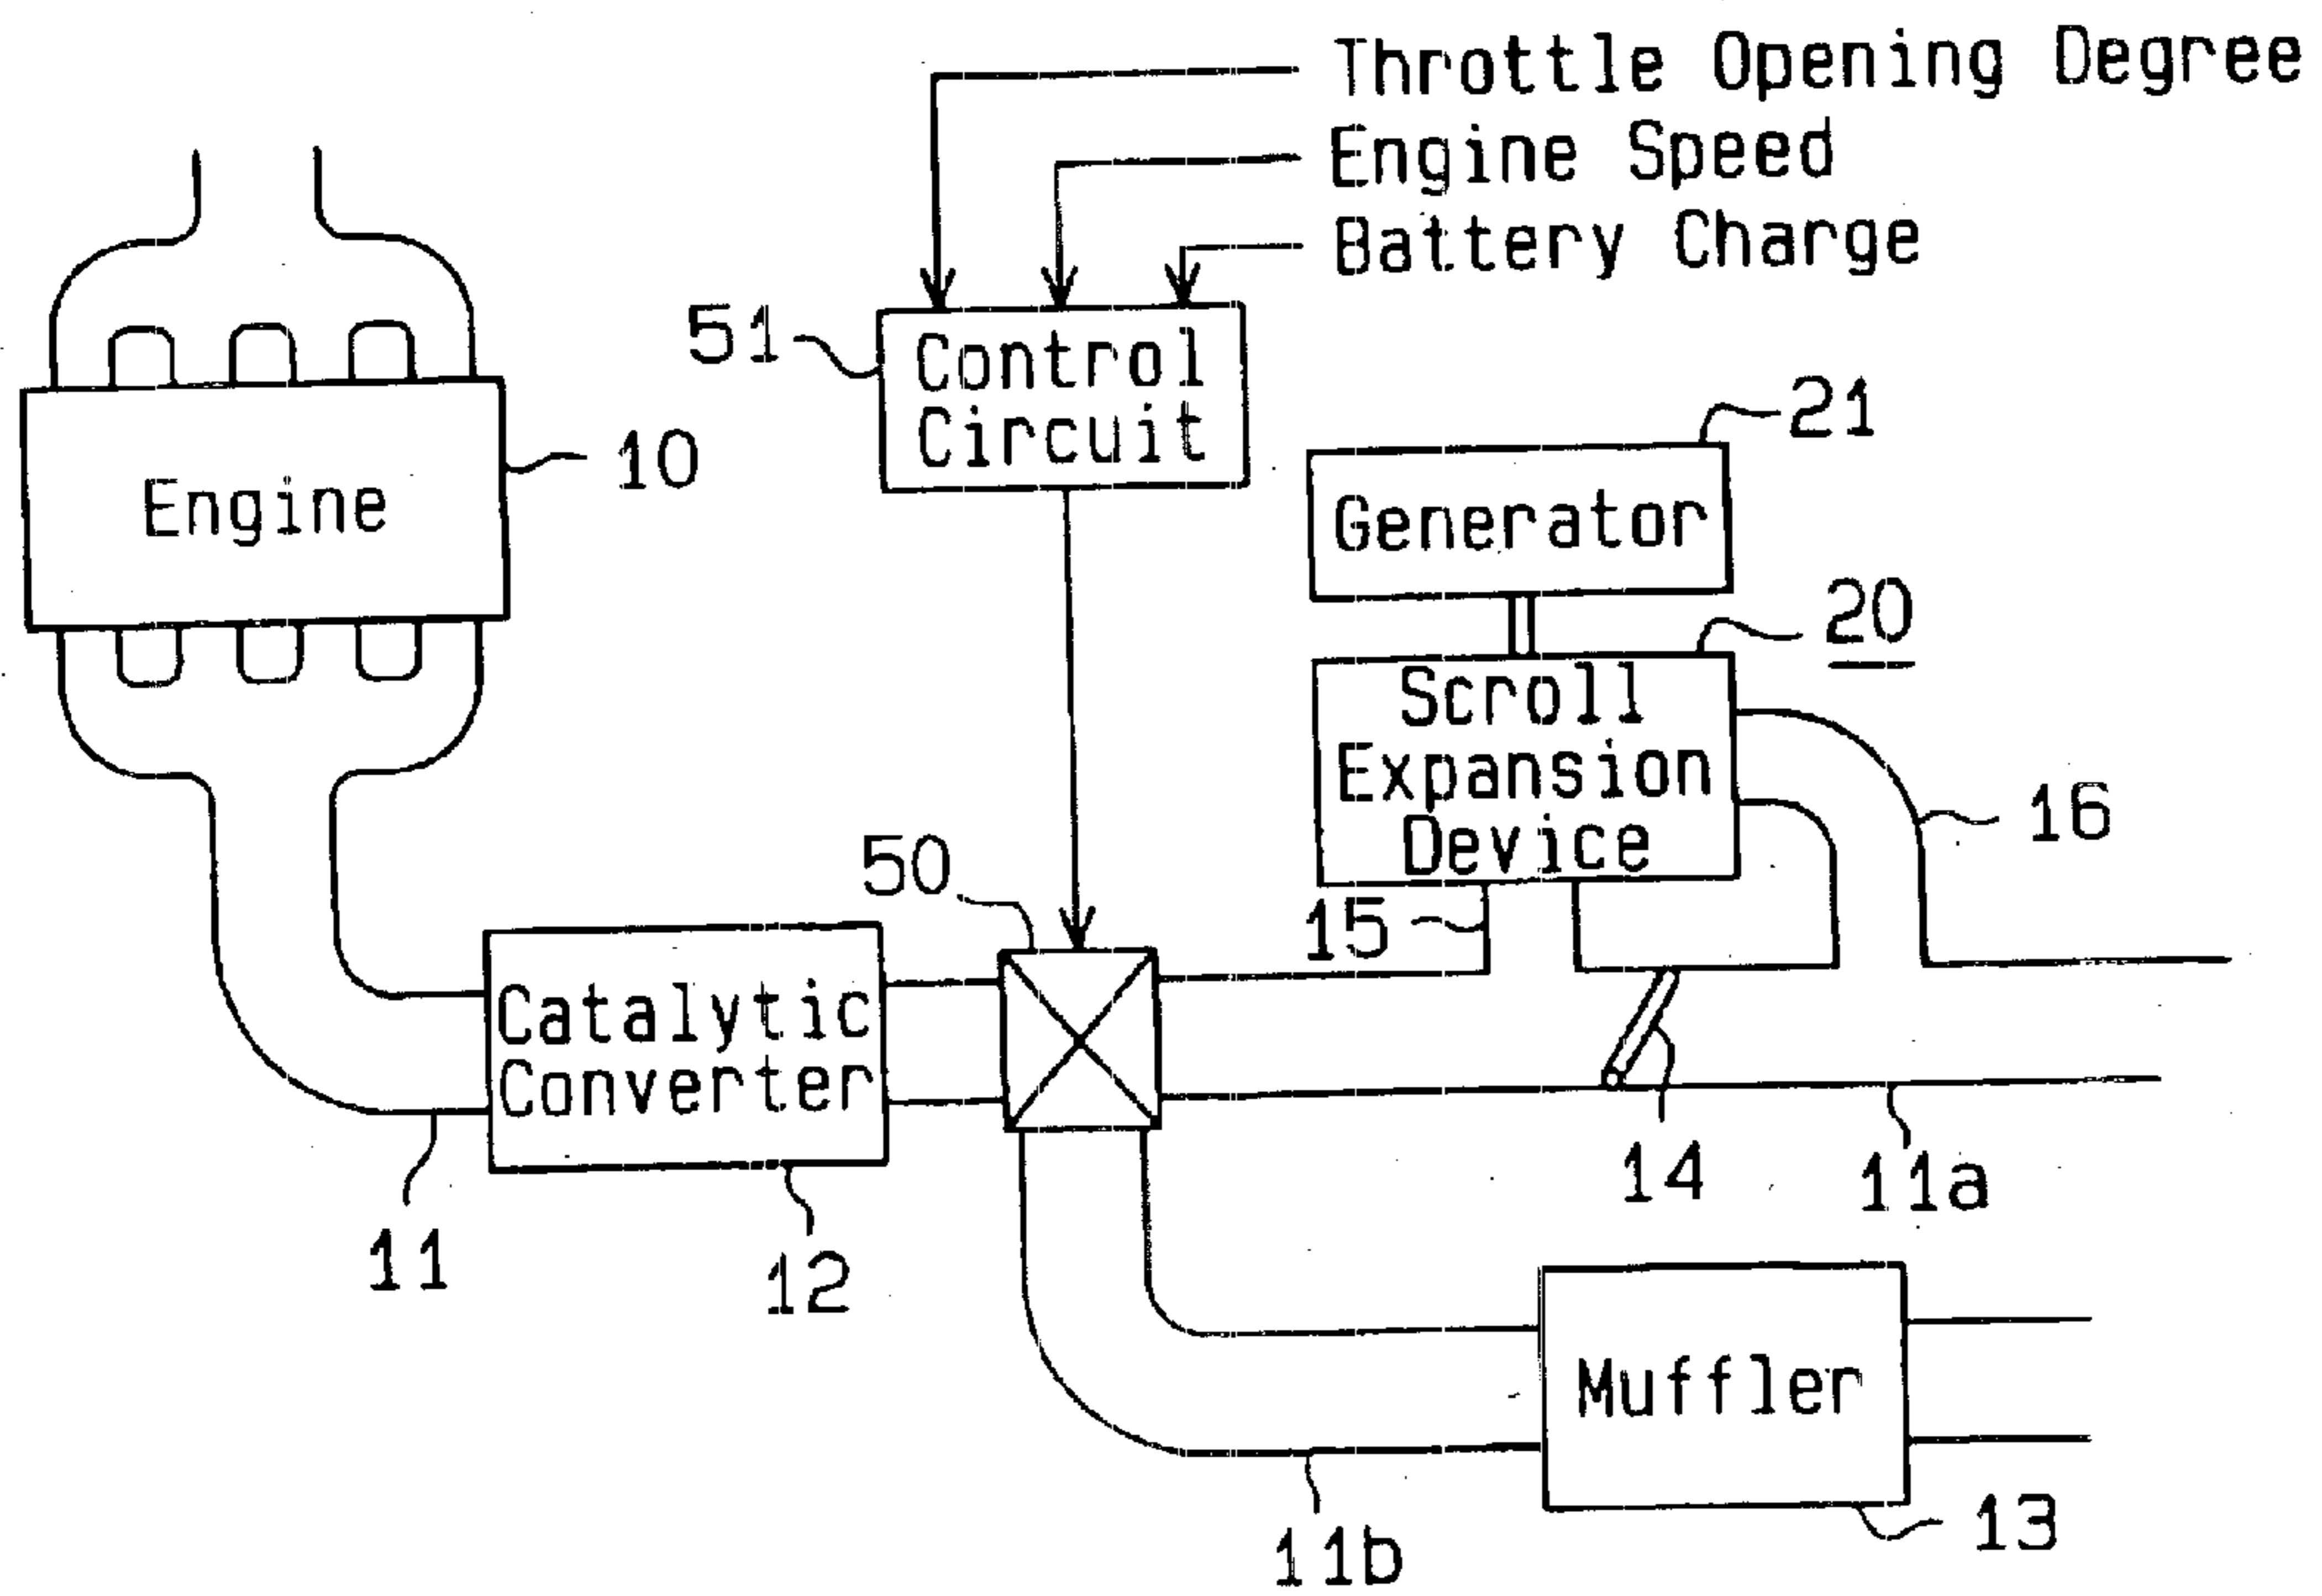 Throttle Opening Degree
Engine Speed
Battery Charge
51
Control
Circuit
21
Generator
10
Engine
20
Scroll
Expansion
Device
16
50
15
Catalytic
Converter
14
11a
11
12
Muffler
13
11b